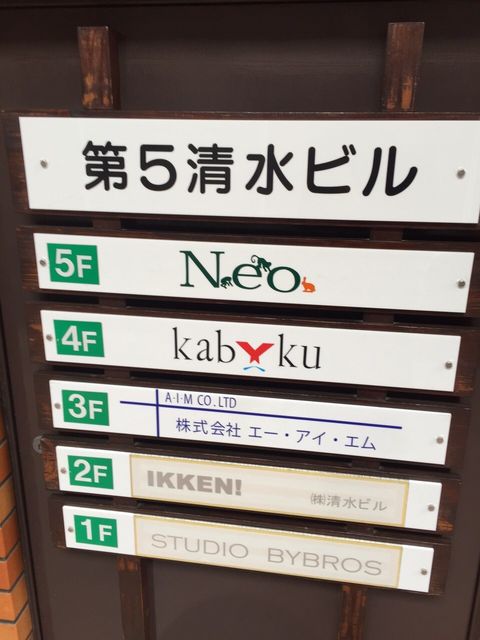 第5清水ビル
5F Neo
4F kabuku
3F A・I・M CO.LTD
株式会社 エー・アイ・エム
2F IKKEN! ㈱清水ビル
1F STUDIO BYBROS